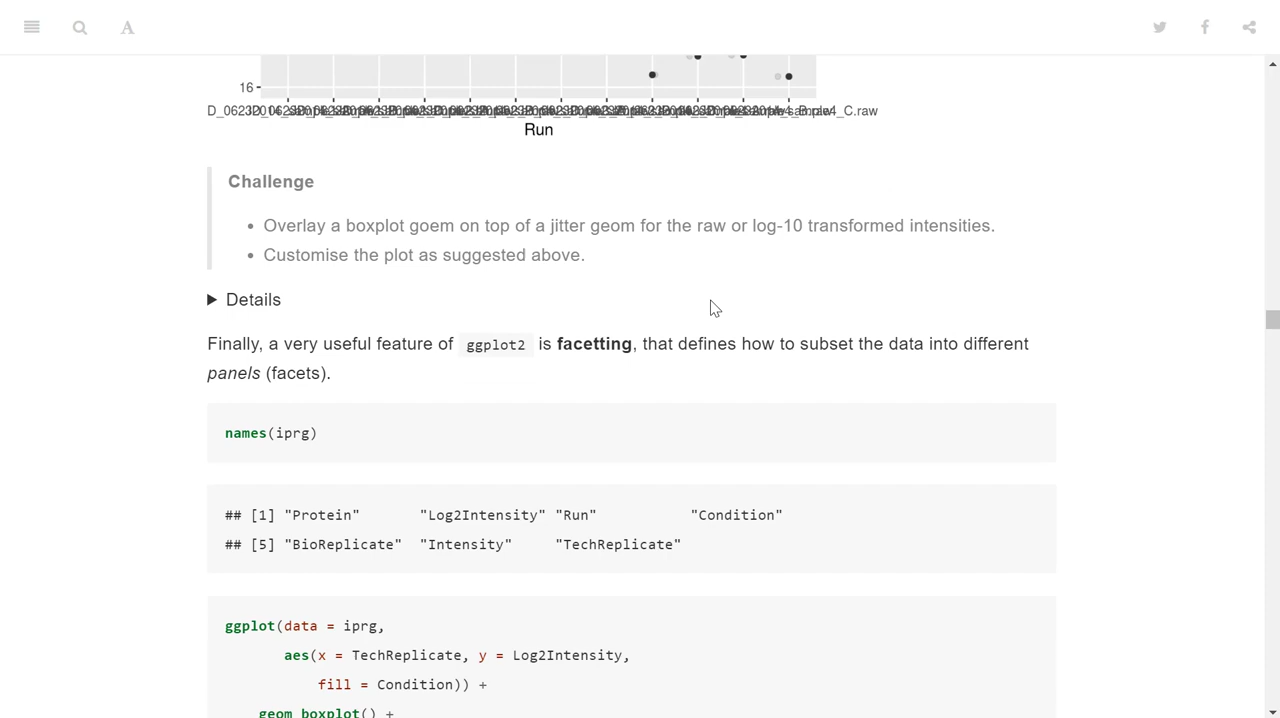 16
Run
Challenge
• Overlay a boxplot goem on top of a jitter geom for the raw or log-10 transformed intensities.
• Customise the plot as suggested above.
Details
Finally, a very useful feature of ggplot2 is facetting, that defines how to subset the data into different
panels (facets).
names(iprg)
## [1] "Protein" "Log2Intensity" "Run" "Condition"
## [5] "BioReplicate" "Intensity" "TechReplicate"
ggplot(data = iprg,
aes(x = TechReplicate, y = Log2Intensity,
fill = Condition)) +
geom_boxplot() +